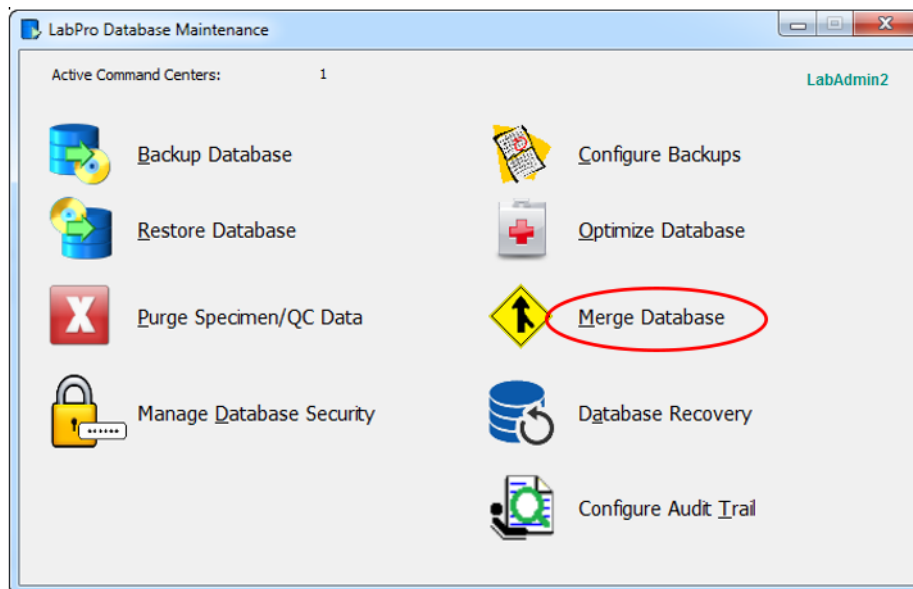 LabPro Database Maintenance
Active Command Centers: 1
LabAdmin2
Backup Database
Configure Backups
Restore Database
Optimize Database
Purge Specimen/QC Data
Merge Database
Manage Database Security
Database Recovery
Configure Audit Trail